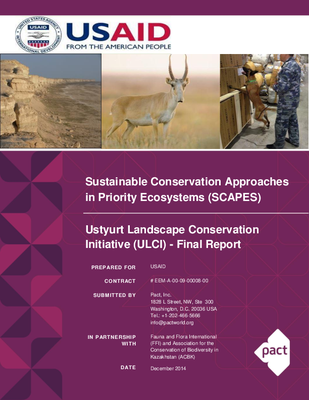 USAID
FROM THE AMERICAN PEOPLE
Sustainable Conservation Approaches
in Priority Ecosystems (SCAPES)
Ustyurt Landscape Conservation
Initiative (ULCI) - Final Report
PREPARED FOR USAID
CONTRACT # EEM-A-00-09-00008-00
SUBMITTED BY Pact, Inc.
1828 L Street, NW, Ste 300
Washington, D.C. 20036 USA
Tel.: +1-202-466-5666
info@pactworld.org
IN PARTNERSHIP Fauna and Flora International
WITH (FFI) and Association for the
Conservation of Biodiversity in
Kazakhstan (ACBK)
pact
DATE December 2014